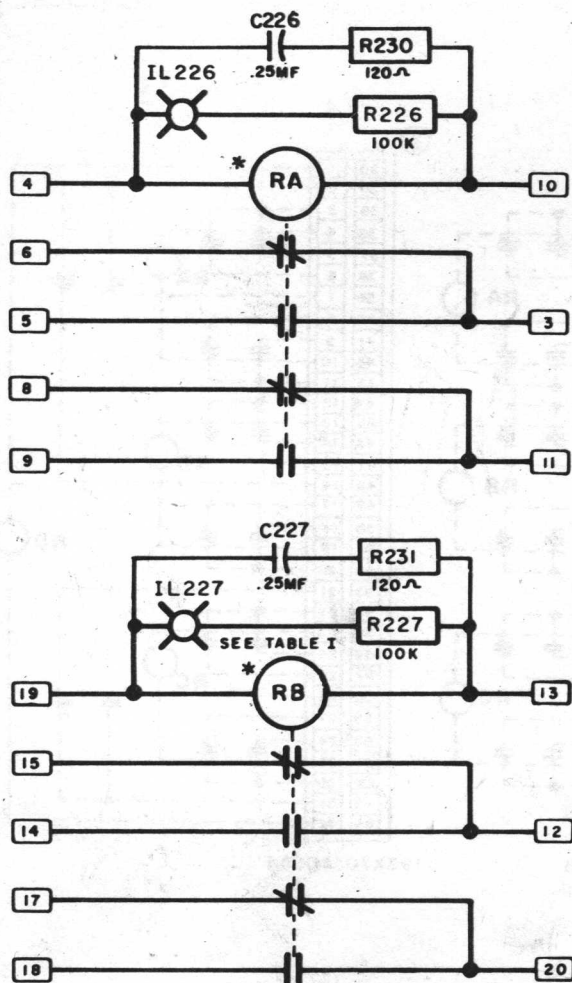 C226
R230
.25MF
120Ω
IL226
R226
100K
4
*
RA
10
6
5
3
8
9
11
C227
R231
.25MF
120Ω
IL227
R227
SEE TABLE I
100K
19
*
RB
13
15
14
12
17
18
20